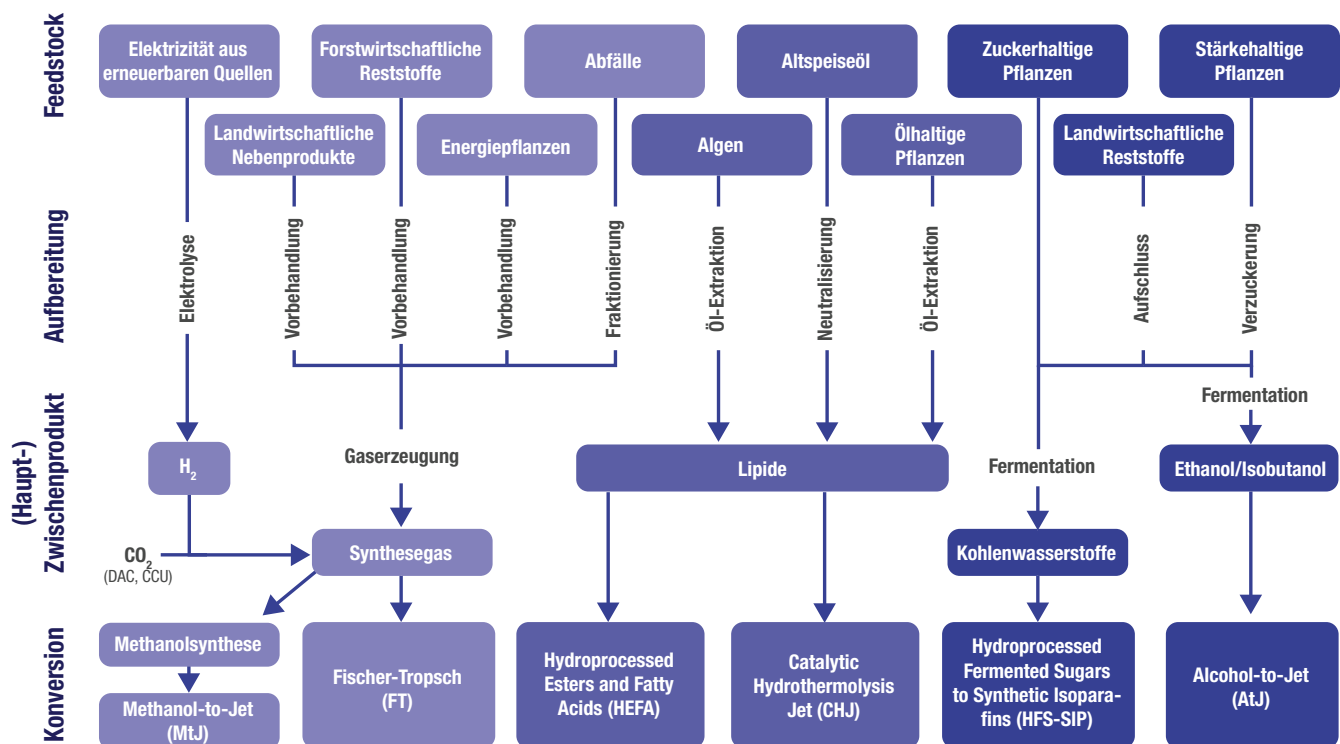 Feedstock
Elektrizität aus
erneuerbaren Quellen
Forstwirtschaftliche
Reststoffe
Abfälle
Altspeiseöl
Zuckerhaltige
Pflanzen
Stärkehaltige
Pflanzen
Landwirtschaftliche
Nebenprodukte
Energiepflanzen
Algen
Ölhaltige
Pflanzen
Landwirtschaftliche
Reststoffe
Aufbereitung
Elektrolyse
Vorbehandlung
Vorbehandlung
Vorbehandlung
Fraktionierung
Öl-Extraktion
Neutralisierung
Öl-Extraktion
Aufschluss
Verzuckerung
(Haupt-)
Zwischenprodukt
Fermentation
H2
Gaserzeugung
Lipide
Fermentation
Ethanol/Isobutanol
CO2
(DAC, CCU)
Synthesegas
Kohlenwasserstoffe
Konversion
Methanolsynthese
Methanol-to-Jet
(MtJ)
Fischer-Tropsch
(FT)
Hydroprocessed
Esters and Fatty
Acids (HEFA)
Catalytic
Hydrothermolysis
Jet (CHJ)
Hydroprocessed
Fermented Sugars
to Synthetic Isopara-
fins (HFS-SIP)
Alcohol-to-Jet
(AtJ)